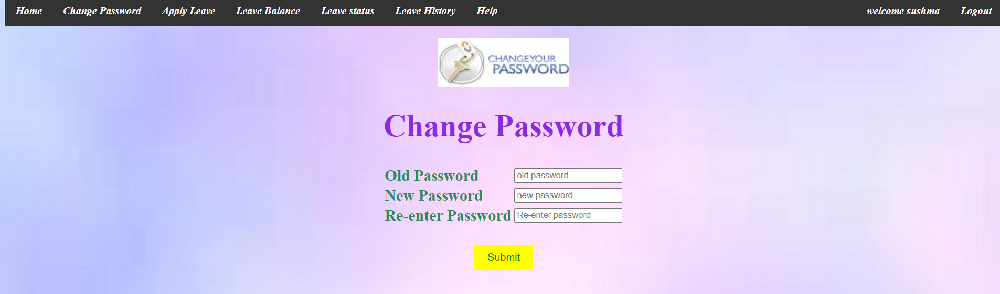 Home Change Password Apply Leave Leave Balance Leave status Leave History Help welcome sushma Logout
CHANGEYOUR
PASSWORD
Change Password
Old Password old password
New Password new password
Re-enter Password Re-enter password
Submit